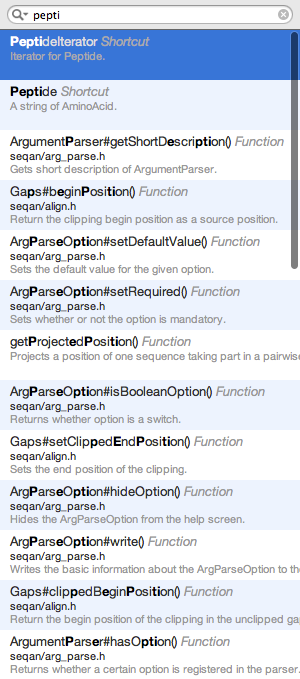 pepti
PeptideIterator Shortcut
Iterator for Peptide.
Peptide Shortcut
A string of AminoAcid.
ArgumentParser#getShortDescription() Function
seqan/arg_parse.h
Gets short description of ArgumentParser.
Gaps#beginPosition() Function
seqan/align.h
Return the clipping begin position as a source position.
ArgParseOption#setDefaultValue() Function
seqan/arg_parse.h
Sets the default value for the given option.
ArgParseOption#setRequired() Function
seqan/arg_parse.h
Sets whether or not the option is mandatory.
getProjectedPosition() Function
Projects a position of one sequence taking part in a pairwise
ArgParseOption#isBooleanOption() Function
seqan/arg_parse.h
Returns whether option is a switch.
Gaps#setClippedEndPosition() Function
seqan/align.h
Sets the end position of the clipping.
ArgParseOption#hideOption() Function
seqan/arg_parse.h
Hides the ArgParseOption from the help screen.
ArgParseOption#write() Function
seqan/arg_parse.h
Writes the basic information about the ArgParseOption to the
Gaps#clippedBeginPosition() Function
seqan/align.h
Return the begin position of the clipping in the unclipped gap
ArgumentParser#hasOption() Function
seqan/arg_parse.h
Returns whether a certain option is registered in the parser.